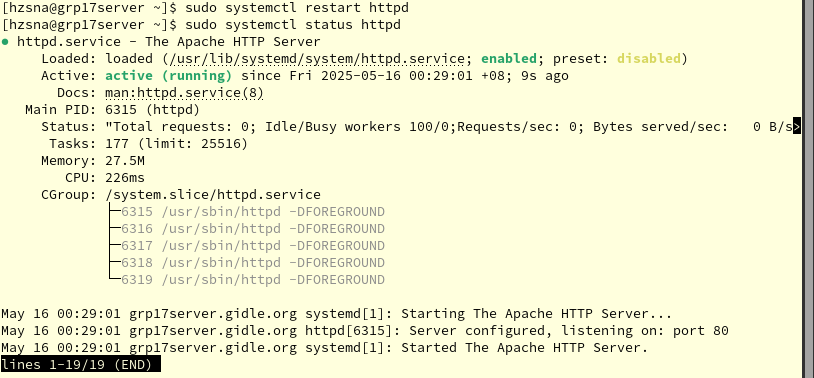 [hzsna@grp17server ~]$ sudo systemctl restart httpd
[hzsna@grp17server ~]$ sudo systemctl status httpd
● httpd.service - The Apache HTTP Server
     Loaded: loaded (/usr/lib/systemd/system/httpd.service; enabled; preset: disabled)
     Active: active (running) since Fri 2025-05-16 00:29:01 +08; 9s ago
       Docs: man:httpd.service(8)
   Main PID: 6315 (httpd)
     Status: "Total requests: 0; Idle/Busy workers 100/0;Requests/sec: 0; Bytes served/sec:   0 B/s>
      Tasks: 177 (limit: 25516)
     Memory: 27.5M
        CPU: 226ms
     CGroup: /system.slice/httpd.service
             ├─6315 /usr/sbin/httpd -DFOREGROUND
             ├─6316 /usr/sbin/httpd -DFOREGROUND
             ├─6317 /usr/sbin/httpd -DFOREGROUND
             ├─6318 /usr/sbin/httpd -DFOREGROUND
             └─6319 /usr/sbin/httpd -DFOREGROUND

May 16 00:29:01 grp17server.gidle.org systemd[1]: Starting The Apache HTTP Server...
May 16 00:29:01 grp17server.gidle.org httpd[6315]: Server configured, listening on: port 80
May 16 00:29:01 grp17server.gidle.org systemd[1]: Started The Apache HTTP Server.
lines 1-19/19 (END)